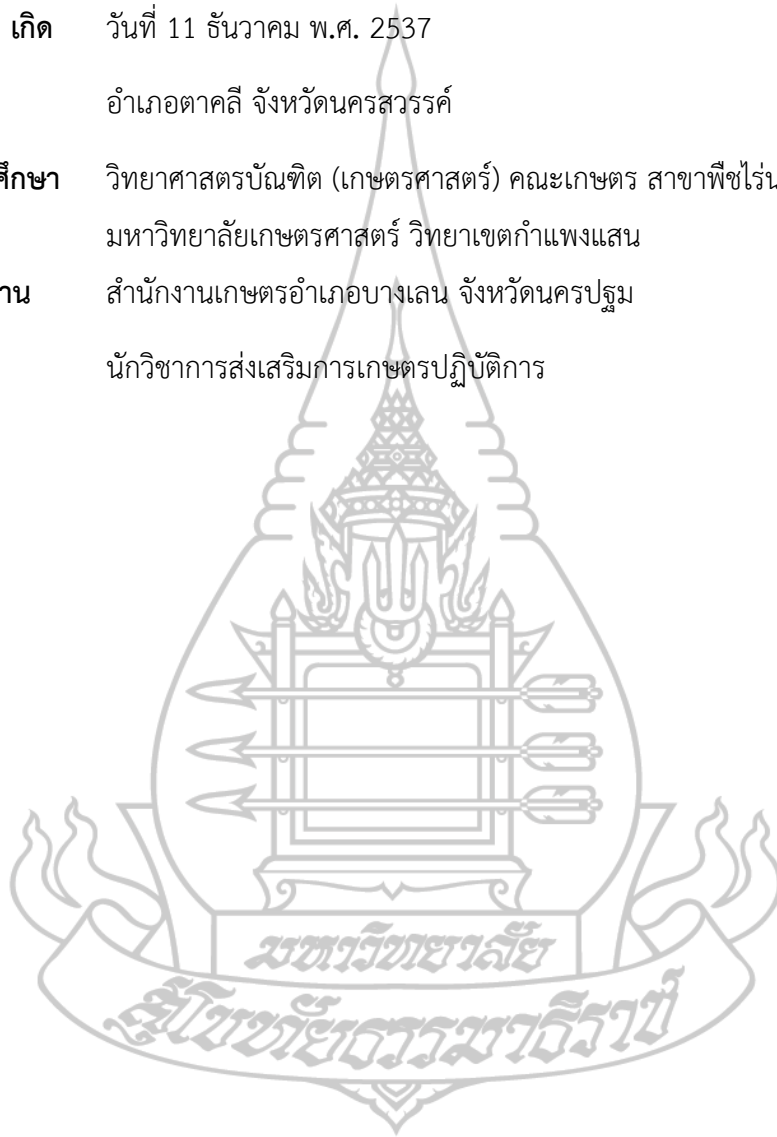 เกิด วันที่ 11 ธันวาคม พ.ศ. 2537
อำเภอตาคลี จังหวัดนครสวรรค์
ศึกษา วิทยาศาสตรบัณฑิต (เกษตรศาสตร์) คณะเกษตร สาขาพืชไร่น
มหาวิทยาลัยเกษตรศาสตร์ วิทยาเขตกำแพงแสน
าน สำนักงานเกษตรอำเภอบางเลน จังหวัดนครปฐม
นักวิชาการส่งเสริมการเกษตรปฏิบัติการ
มหาวิทยาลัย
สุโขทัยธรรมาธิราช